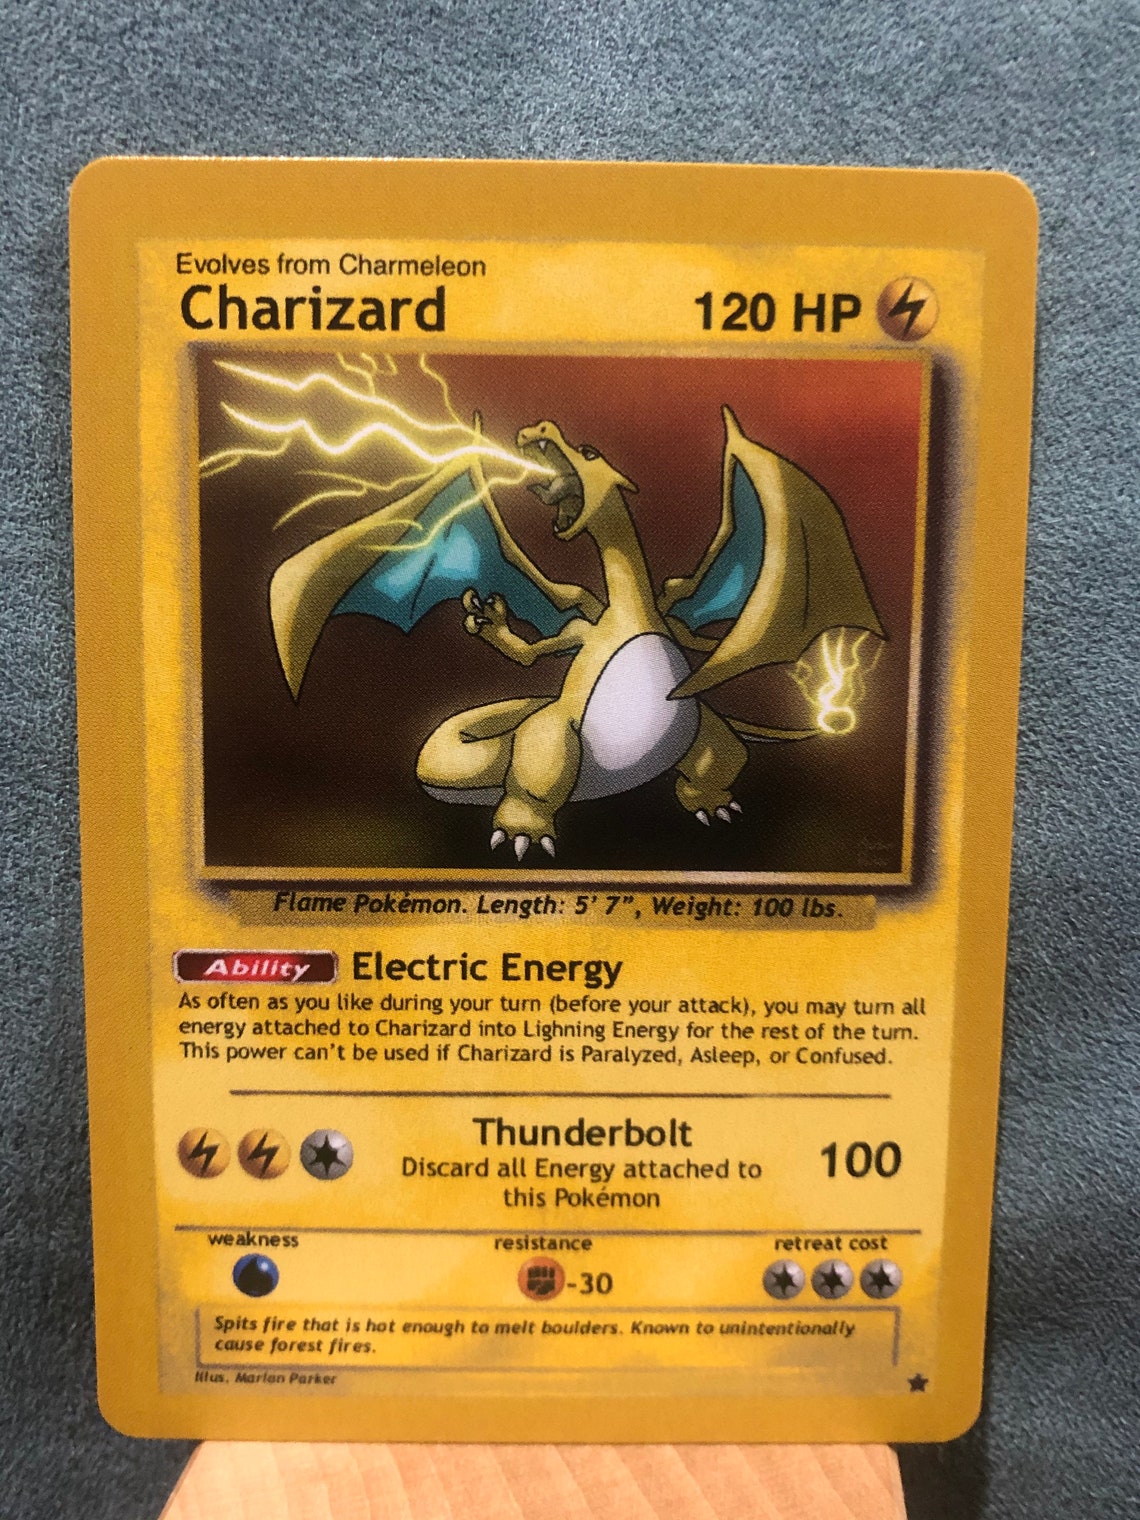 Evolves from Charmeleon
Charizard
120 HP
Flame Pokémon. Length: 5' 7”, Weight: 100 lbs.
Ability Electric Energy
As often as you like during your turn (before your attack), you may turn all
energy attached to Charizard into Lighning Energy for the rest of the turn.
This power can't be used if Charizard is Paralyzed, Asleep, or Confused.
Thunderbolt
Discard all Energy attached to
this Pokémon
100
weakness
resistance
retreat cost
-30
Spits fire that is hot enough to melt boulders. Known to unintentionally
cause forest fires.
Illus. Marian Parker